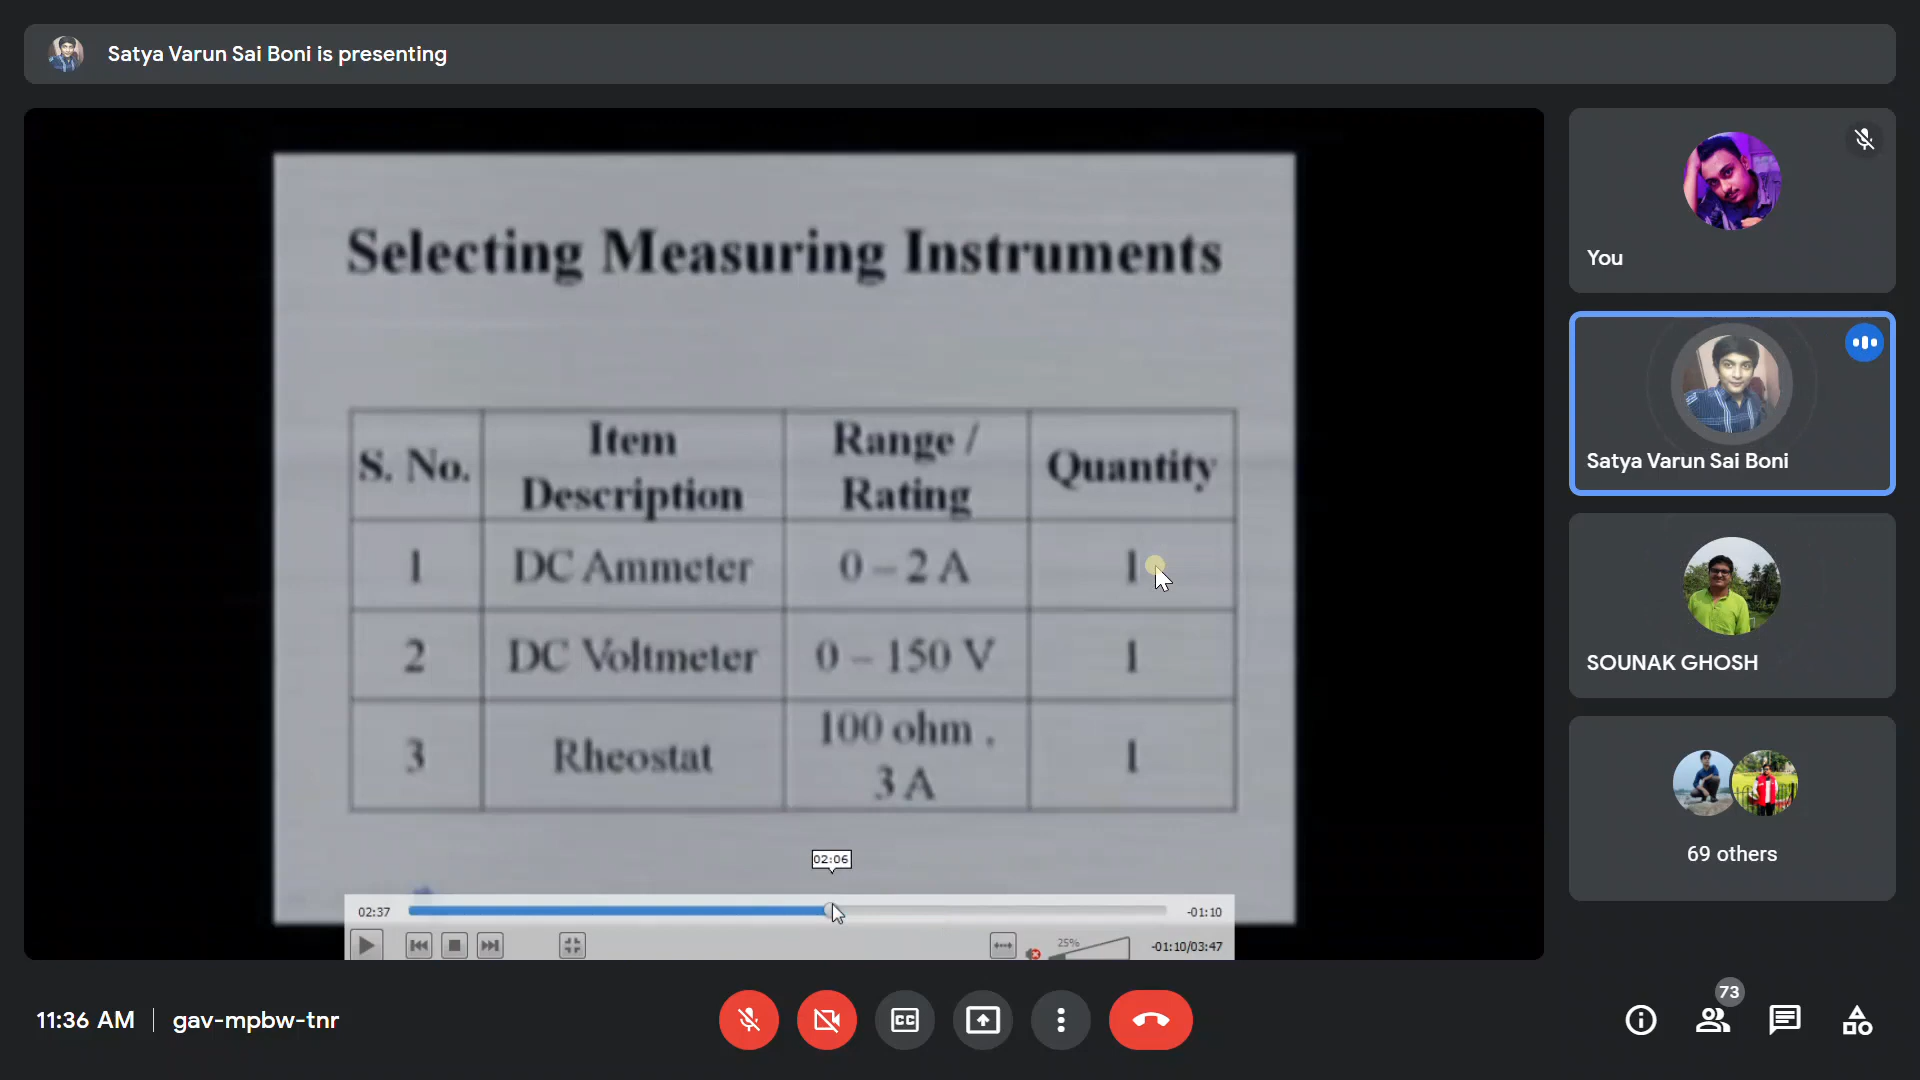 Satya Varun Sai Boni is presenting
Selecting Measuring Instruments
S. No.
Item
Description
Range /
Rating
Quantity
1
DC Ammeter
0 – 2 A
1
2
DC Voltmeter
0 – 150 V
1
3
Rheostat
100 ohm ,
3 A
1
02:06
02:37
-01:10
25%
-01:10/03:47
You
Satya Varun Sai Boni
SOUNAK GHOSH
69 others
11:36 AM
gav-mpbw-tnr
CC
73